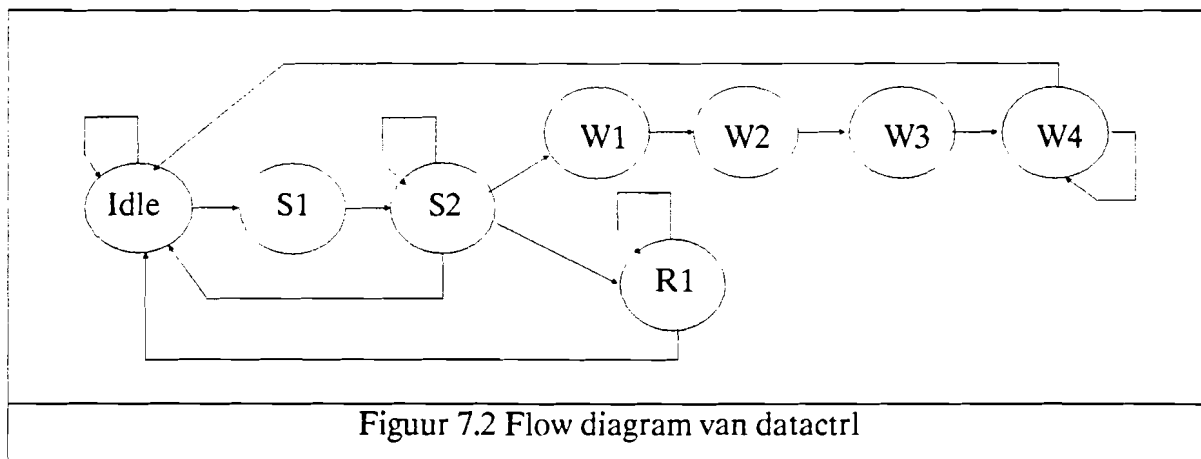 W1
W2
W3
W4
Idle
S1
S2
R1
Figuur 7.2 Flow diagram van datactrl